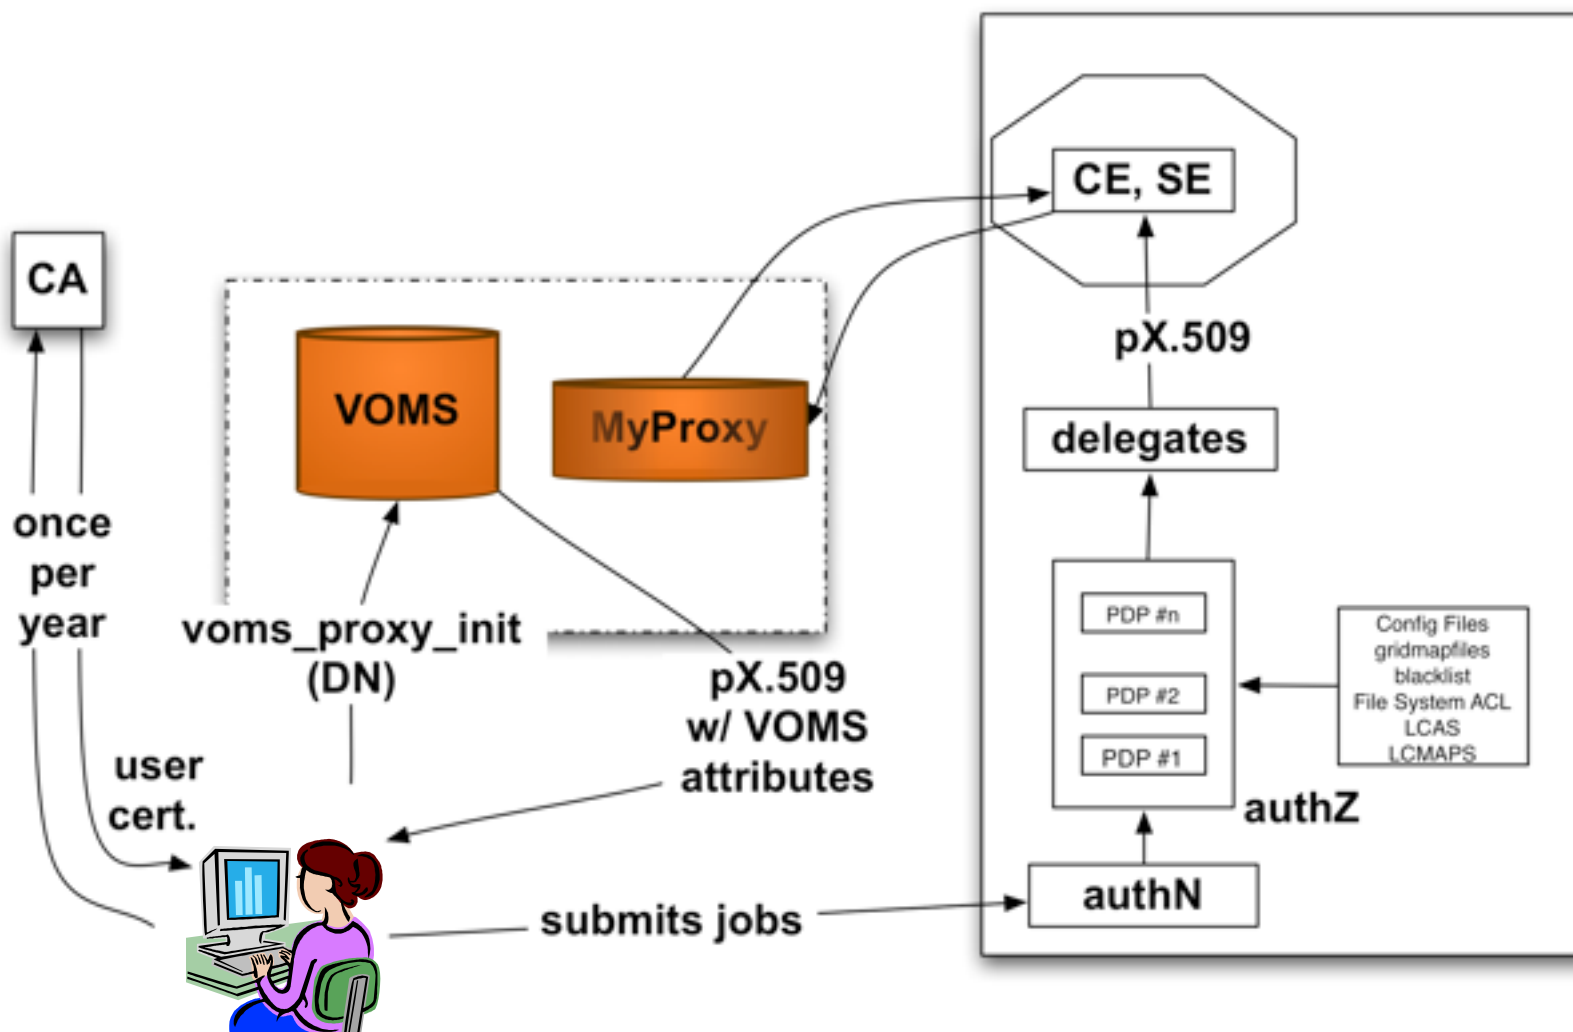 CA
once
per
year
user
cert.
VOMS
MyProxy
voms_proxy_init
(DN)
pX.509
w/ VOMS
attributes
submits jobs
CE, SE
pX.509
delegates
PDP #n
PDP #2
PDP #1
authZ
authN
Config Files
gridmapfiles
blacklist
File System ACL
LCAS
LCMAPS